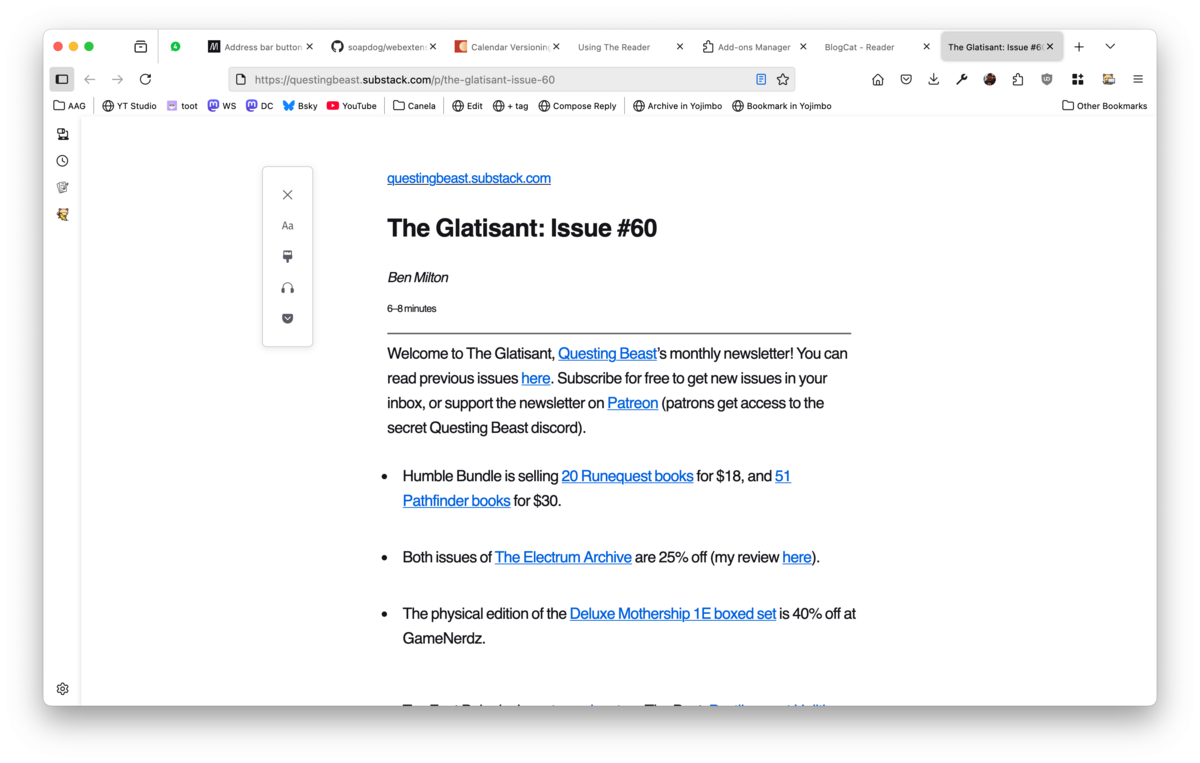 4
Address bar button
soapdog/webexten
Calendar Versioning
Using The Reader
Add-ons Manager
BlogCat - Reader
The Glatisant: Issue #6
https://questingbeast.substack.com/p/the-glatisant-issue-60
AAG
YT Studio
toot
WS
DC
Bsky
YouTube
Canela
Edit
+ tag
Compose Reply
Archive in Yojimbo
Bookmark in Yojimbo
Other Bookmarks
Aa
questingbeast.substack.com
The Glatisant: Issue #60
Ben Milton
6–8 minutes
Welcome to The Glatisant, Questing Beast’s monthly newsletter! You can
read previous issues here. Subscribe for free to get new issues in your
inbox, or support the newsletter on Patreon (patrons get access to the
secret Questing Beast discord).
Humble Bundle is selling 20 Runequest books for $18, and 51
Pathfinder books for $30.
Both issues of The Electrum Archive are 25% off (my review here).
The physical edition of the Deluxe Mothership 1E boxed set is 40% off at
GameNerdz.